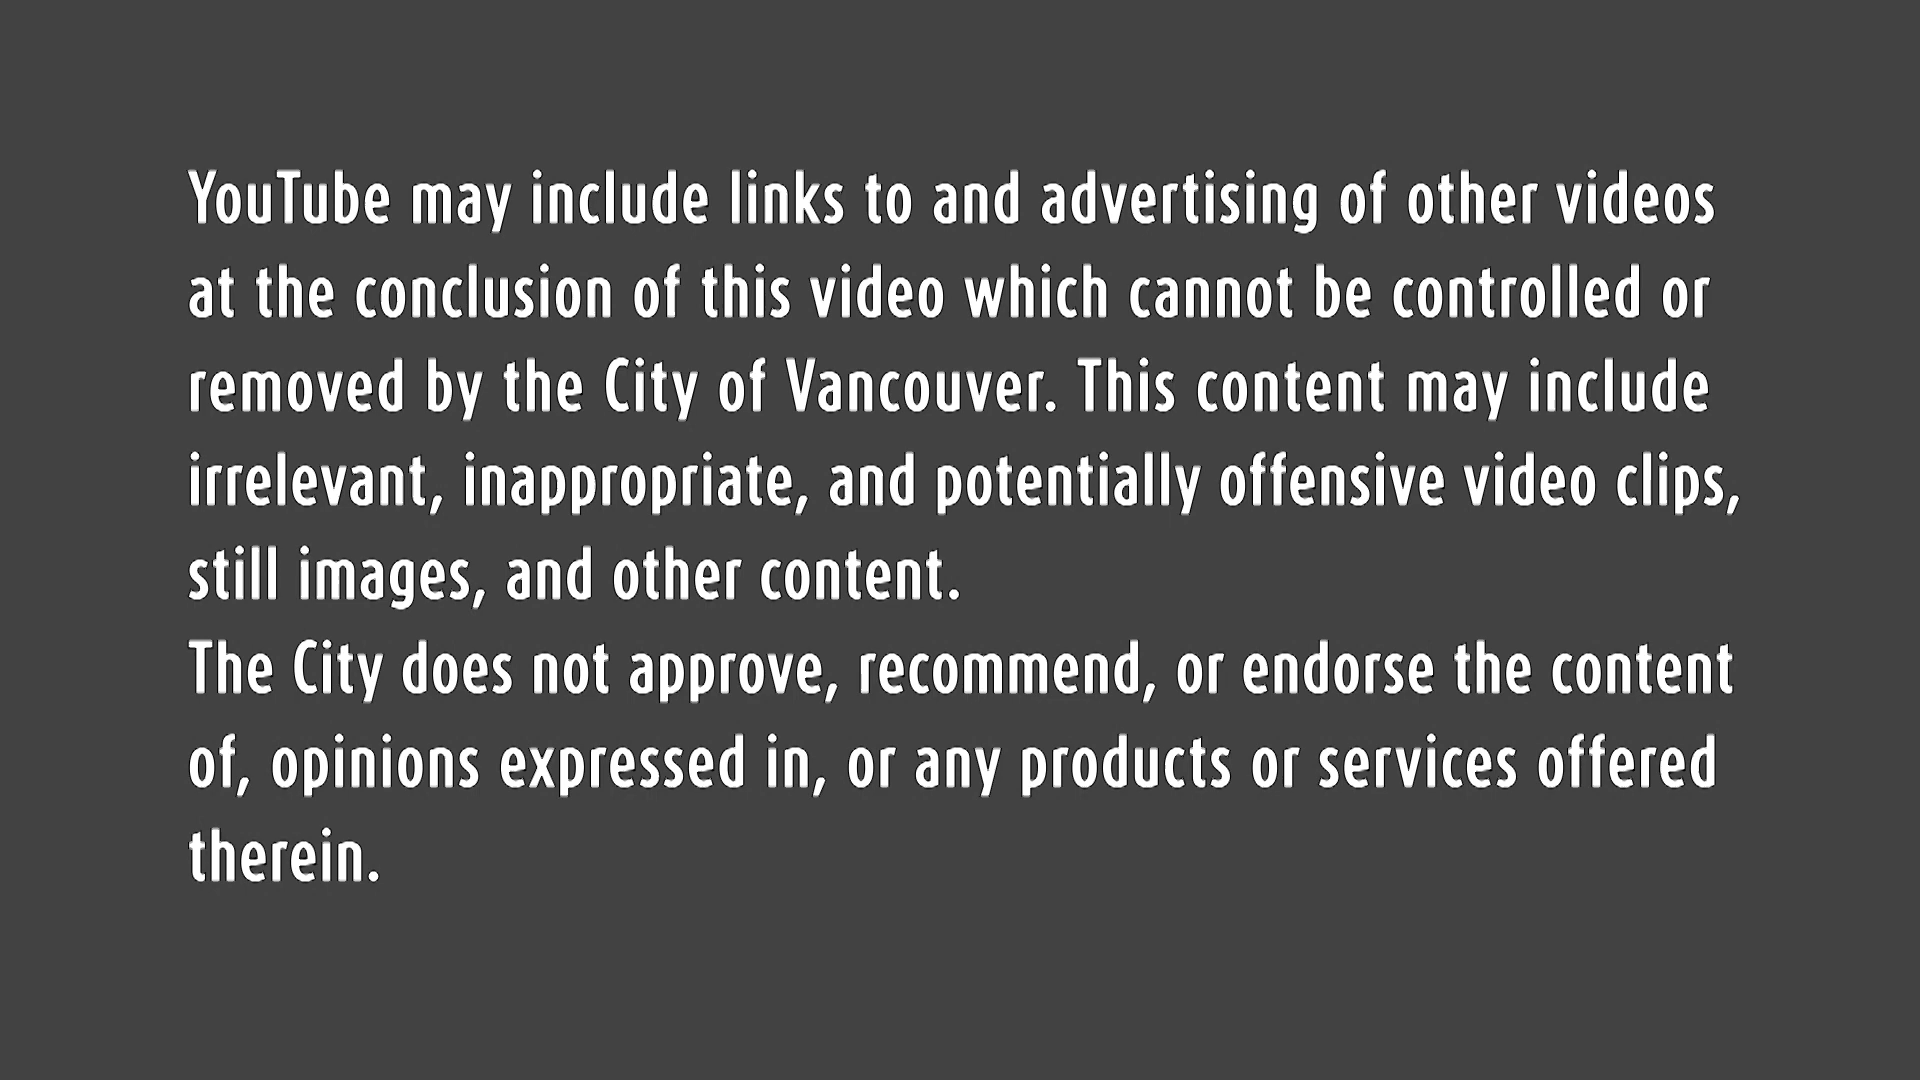 YouTube may include links to and advertising of other videos
at the conclusion of this video which cannot be controlled or
removed by the City of Vancouver. This content may include
irrelevant, inappropriate, and potentially offensive video clips,
still images, and other content.
The City does not approve, recommend, or endorse the content
of, opinions expressed in, or any products or services offered
therein.